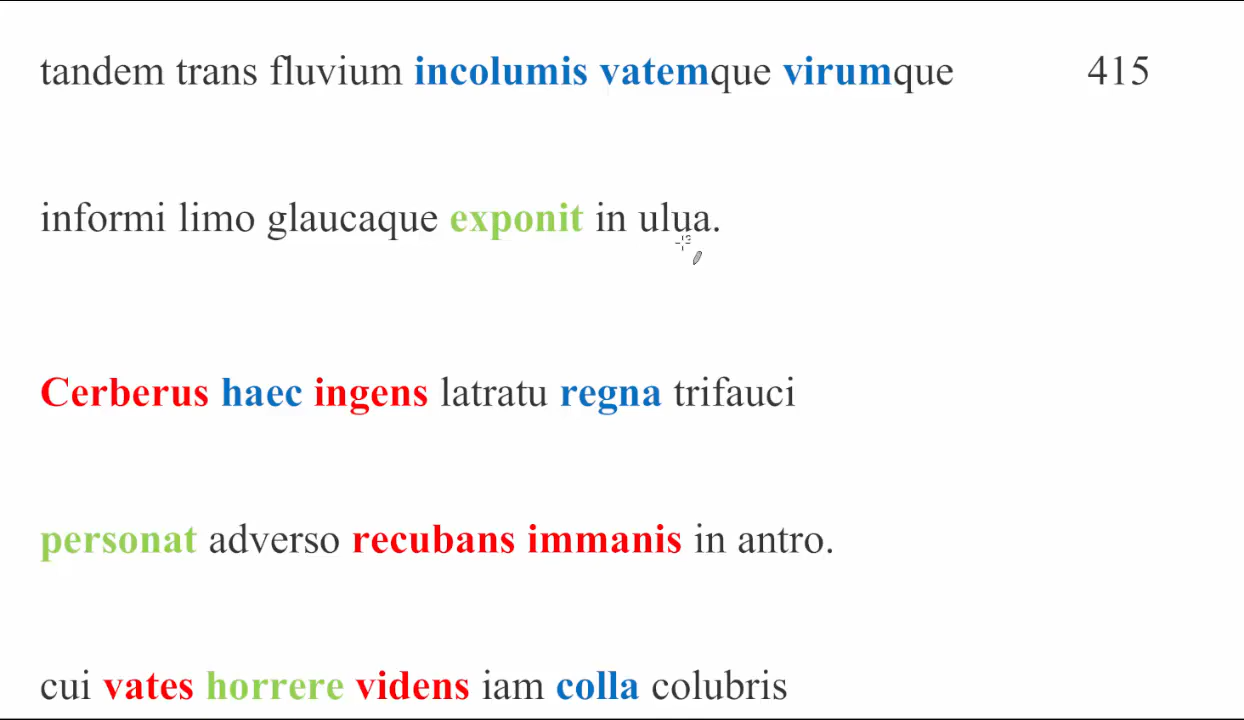 tandem trans fluvium incolumis vatemque virumque 415
informi limo glaucaque exponit in ulua.
Cerberus haec ingens latratu regna trifauci
personat adverso recubans immanis in antro.
cui vates horrere videns iam colla colubris